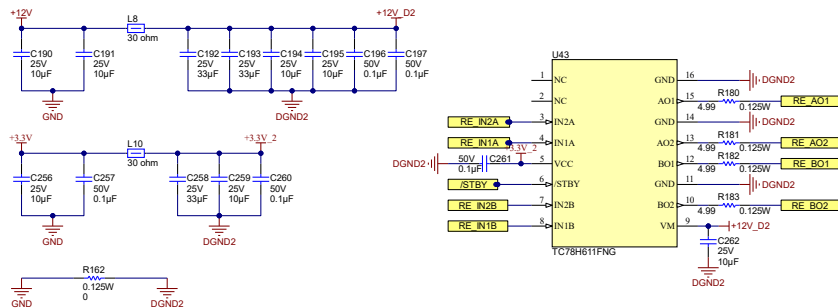 +12V
L8
30 ohm
+12V_D2
C190
25V
10µF
C191
25V
10µF
C192
25V
33µF
C193
25V
33µF
C194
25V
10µF
C195
25V
10µF
C196
50V
0.1µF
C197
50V
0.1µF
GND
DGND2
+3.3V
L10
30 ohm
+3.3V_2
C256
25V
10µF
C257
50V
0.1µF
C258
25V
33µF
C259
25V
10µF
C260
50V
0.1µF
GND
DGND2
R162
0.125W
0
GND
DGND2
U43
1 NC
2 NC
RE_IN2A 3 IN2A
RE_IN1A 4 IN1A
+3.3V_2
DGND2 50V C261 5 VCC
0.1µF
/STBY 6 /STBY
RE_IN2B 7 IN2B
RE_IN1B 8 IN1B
GND 16 DGND2
AO1 15 R180 RE_AO1
4.99 0.125W
GND 14 DGND2
AO2 13 R181 RE_AO2
4.99 0.125W
BO1 12 R182 RE_BO1
4.99 0.125W
GND 11 DGND2
BO2 10 R183 RE_BO2
4.99 0.125W
VM 9 +12V_D2
C262
25V
10µF
DGND2
TC78H611FNG